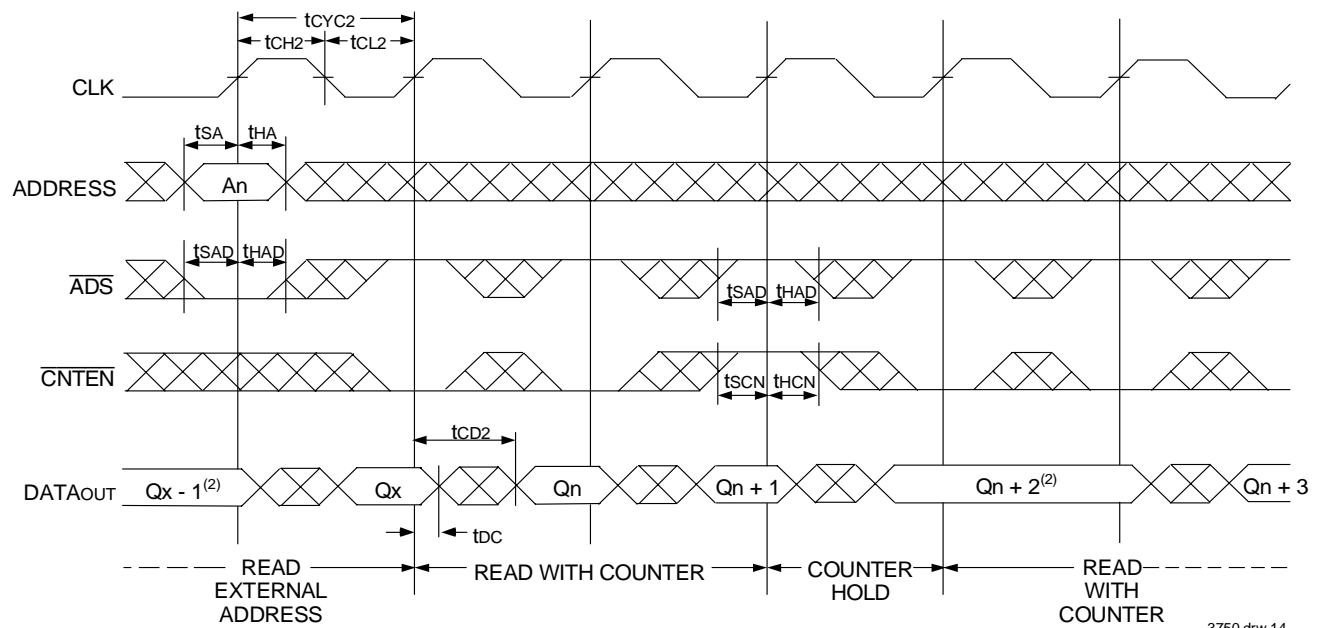 tCYC2
tCH2 tCL2
CLK
tSA tHA
ADDRESS An
tSAD tHAD
ADS
tSAD tHAD
CNTEN
tSCN tHCN
tCD2
DATAOUT Qx - 1(2) Qx Qn Qn + 1 Qn + 2(2) Qn + 3
tDC
READ EXTERNAL ADDRESS
READ WITH COUNTER
COUNTER HOLD
READ WITH COUNTER
3750 drw 14